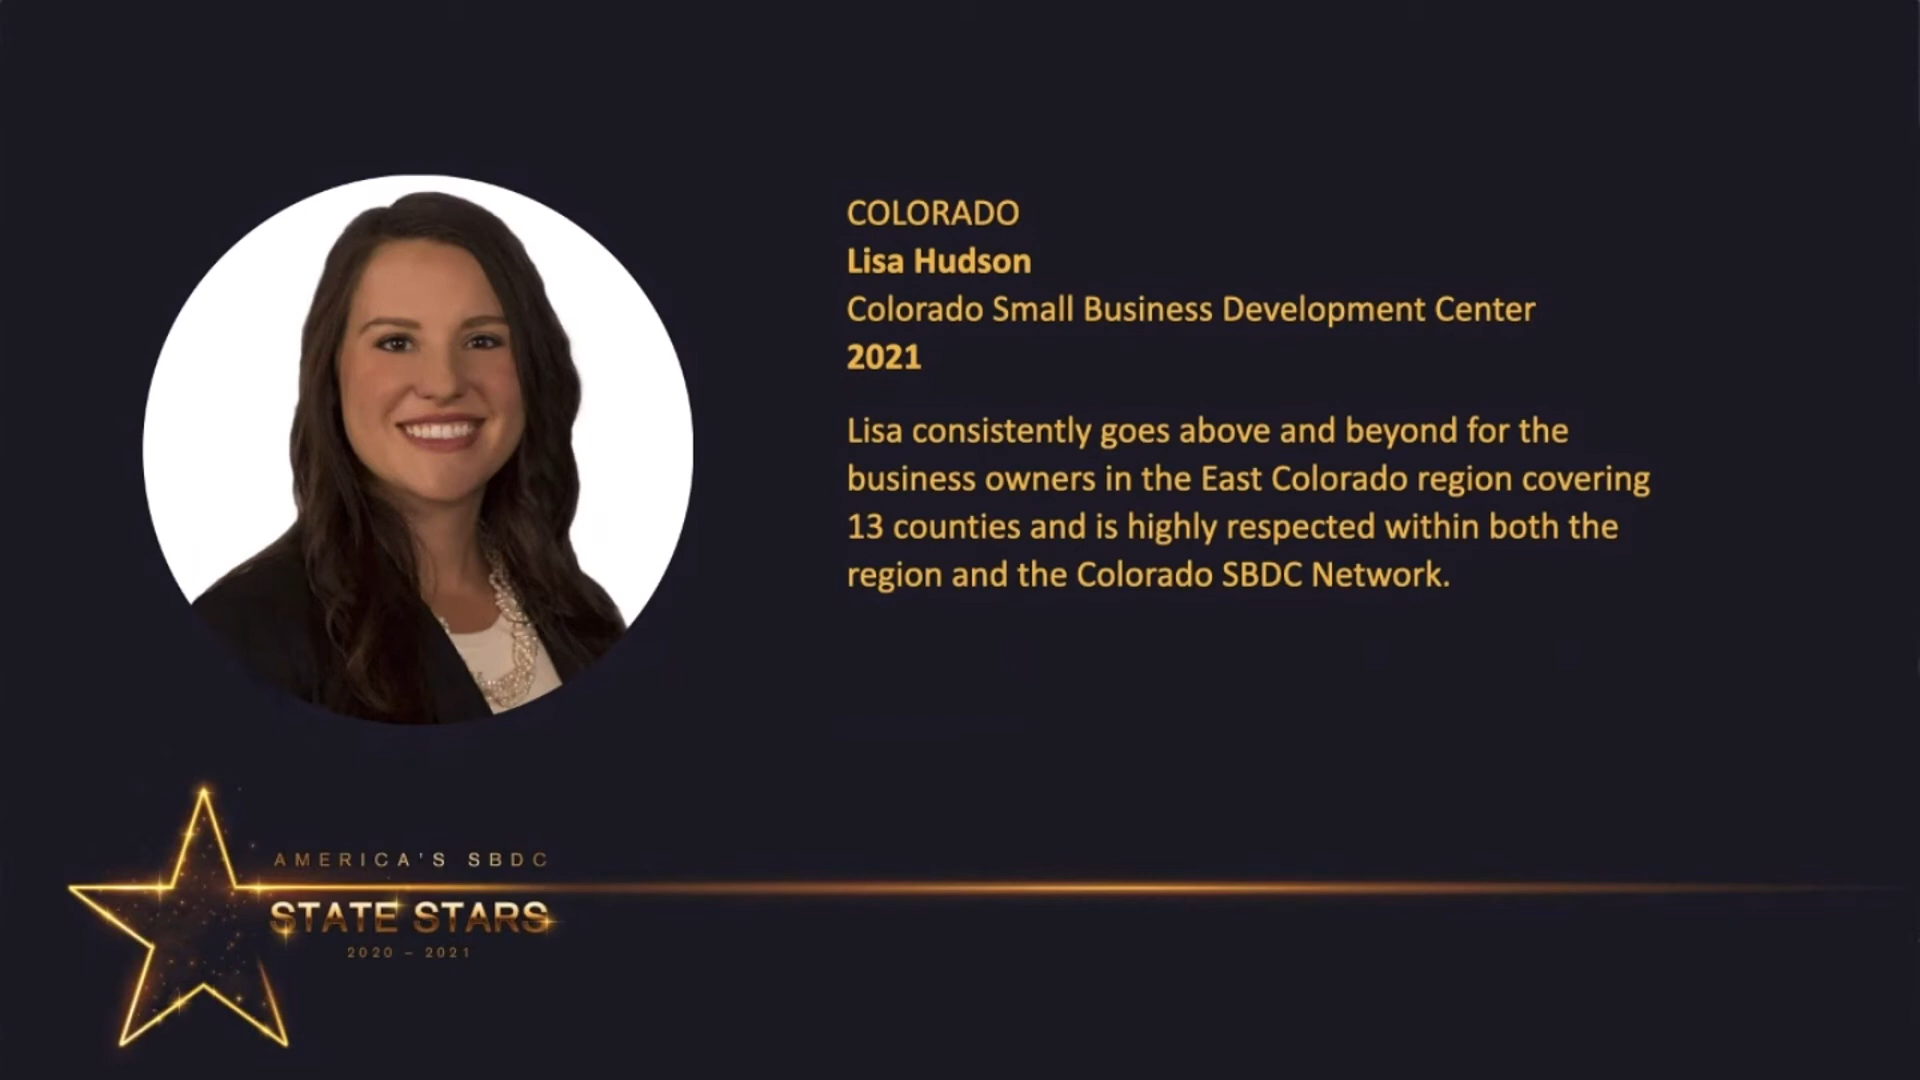 COLORADO
Lisa Hudson
Colorado Small Business Development Center
2021
Lisa consistently goes above and beyond for the
business owners in the East Colorado region covering
13 counties and is highly respected within both the
region and the Colorado SBDC Network.
AMERICA'S SBDC
STATE STARS
2020 – 2021